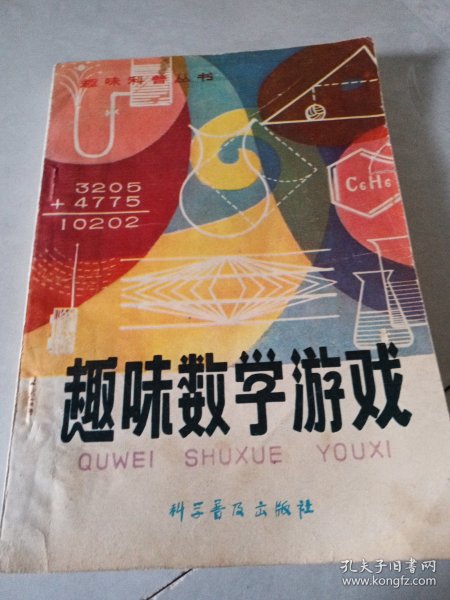 趣味科普丛书
3205
+ 4775
10202
C6H6
趣味数学游戏
QUWEI SHUXUE YOUXI
科学普及出版社
孔夫子旧书网
www.kongfz.com